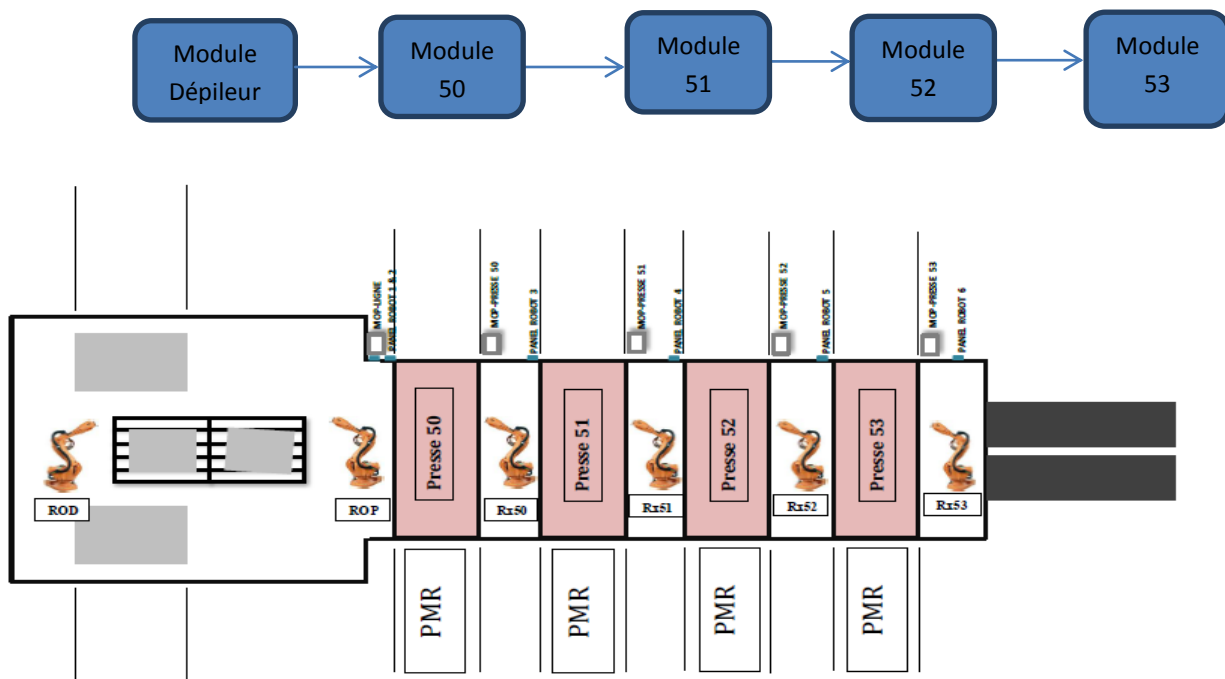 Module
Dépileur
Module
50
Module
51
Module
52
Module
53
MOP-LIGNE
PANEL ROBOT 1 & 2
MOP-PRESSE 50
PANEL ROBOT 3
MOP-PRESSE 51
PANEL ROBOT 4
MOP-PRESSE 52
PANEL ROBOT 5
MOP-PRESSE 53
PANEL ROBOT 6
Presse 50
Presse 51
Presse 52
Presse 53
ROD
ROP
Rx50
Rx51
Rx52
Rx53
PMR
PMR
PMR
PMR